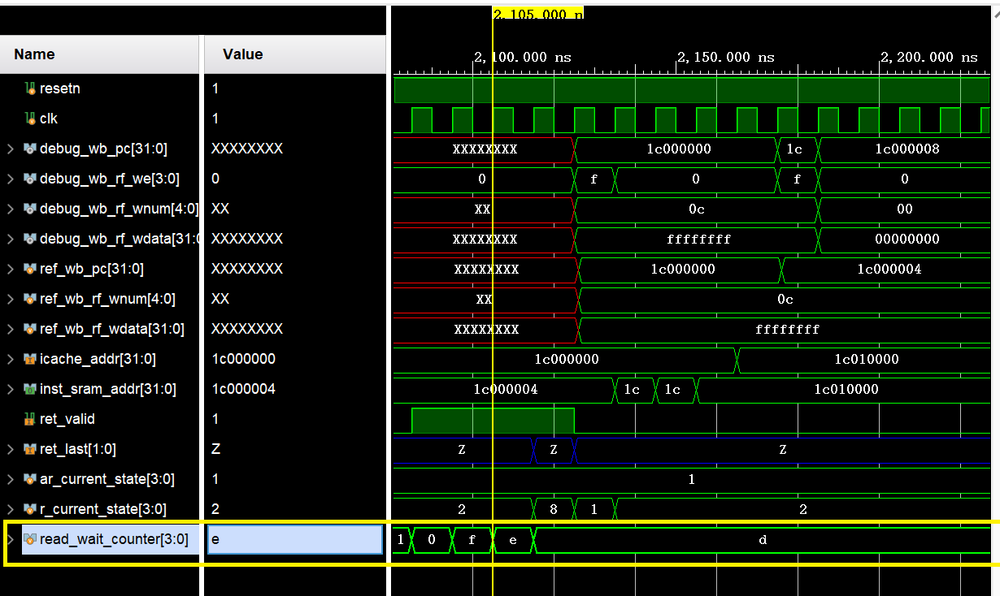 2,105.000 n
Name Value
2,100.000 ns 2,150.000 ns 2,200.000 ns
resetn 1
clk 1
debug_wb_pc[31:0] XXXXXXXX XXXXXXXX 1c000000 1c 1c000008
debug_wb_rf_we[3:0] 0 0 f 0 f 0
debug_wb_rf_wnum[4:0] XX XX 0c 00
debug_wb_rf_wdata[31:0 XXXXXXXX XXXXXXXX ffffffff 00000000
ref_wb_pc[31:0] XXXXXXXX XXXXXXXX 1c000000 1c000004
ref_wb_rf_wnum[4:0] XX XX 0c
ref_wb_rf_wdata[31:0] XXXXXXXX XXXXXXXX ffffffff
icache_addr[31:0] 1c000000 1c000000 1c010000
inst_sram_addr[31:0] 1c000004 1c000004 1c 1c 1c010000
ret_valid 1
ret_last[1:0] Z Z Z Z
ar_current_state[3:0] 1 1
r_current_state[3:0] 2 2 8 1 2
read_wait_counter[3:0] e 1 0 f e d